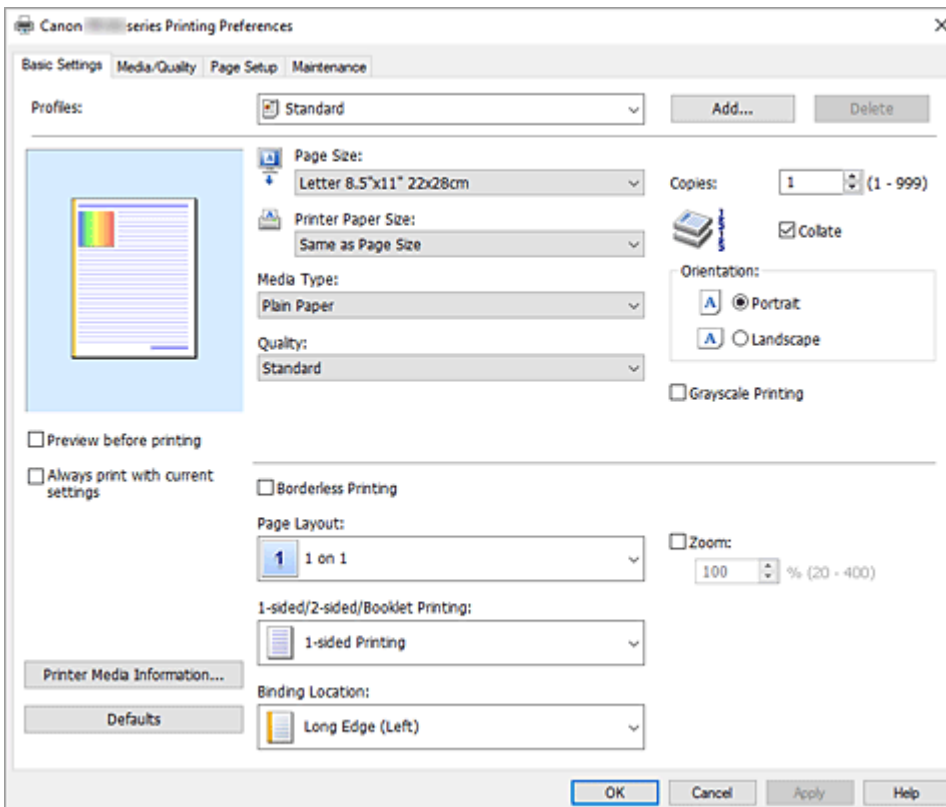 Canon series Printing Preferences
Basic Settings Media/Quality Page Setup Maintenance
Profiles:
Standard
Add...
Delete
Page Size:
Letter 8.5"x11" 22x28cm
Printer Paper Size:
Same as Page Size
Media Type:
Plain Paper
Quality:
Standard
Copies:
1
(1 - 999)
Collate
Orientation:
A Portrait
A Landscape
Grayscale Printing
Preview before printing
Always print with current
settings
Borderless Printing
Page Layout:
1 1 on 1
Zoom:
100
% (20 - 400)
1-sided/2-sided/Booklet Printing:
1-sided Printing
Binding Location:
Long Edge (Left)
Printer Media Information...
Defaults
OK
Cancel
Apply
Help